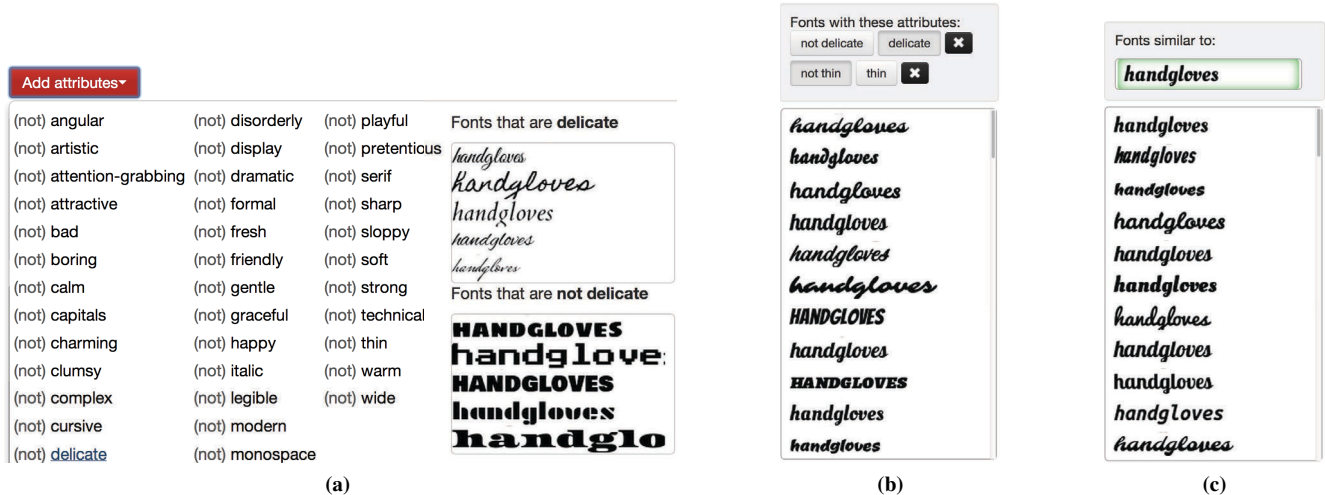 Add attributes
(not) angular (not) disorderly (not) playful
(not) artistic (not) display (not) pretentious
(not) attention-grabbing (not) dramatic (not) serif
(not) attractive (not) formal (not) sharp
(not) bad (not) fresh (not) sloppy
(not) boring (not) friendly (not) soft
(not) calm (not) gentle (not) strong
(not) capitals (not) graceful (not) technical
(not) charming (not) happy (not) thin
(not) clumsy (not) italic (not) warm
(not) complex (not) legible (not) wide
(not) cursive (not) modern
(not) delicate (not) monospace
Fonts that are delicate
handgloves
handgloves
handgloves
handgloves
handgloves
Fonts that are not delicate
HANDGLOVES
handglove
HANDGLOVES
handgloves
handglo
(a)
Fonts with these attributes:
not delicate delicate
not thin thin
handgloves
handgloves
handgloves
handgloves
handgloves
handgloves
HANDGLOVES
handgloves
HANDGLOVES
handgloves
handgloves
(b)
Fonts similar to:
handgloves
handgloves
handgloves
handgloves
handgloves
handgloves
handgloves
handgloves
handgloves
handgloves
handgloves
handgloves
(c)